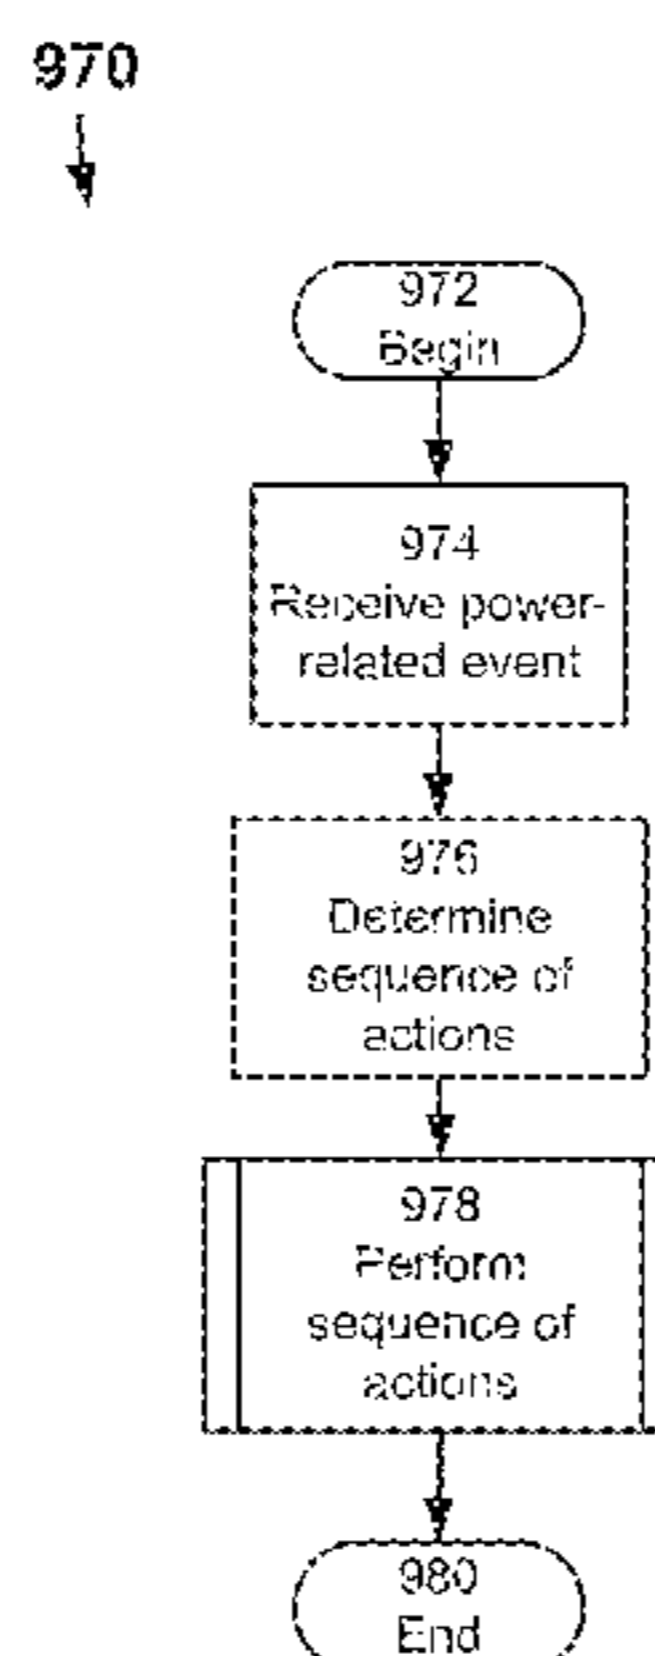 970
972
Begin
974
Receive power-
related event
976
Determine
sequence of
actions
978
Perform
sequence of
actions
980
End